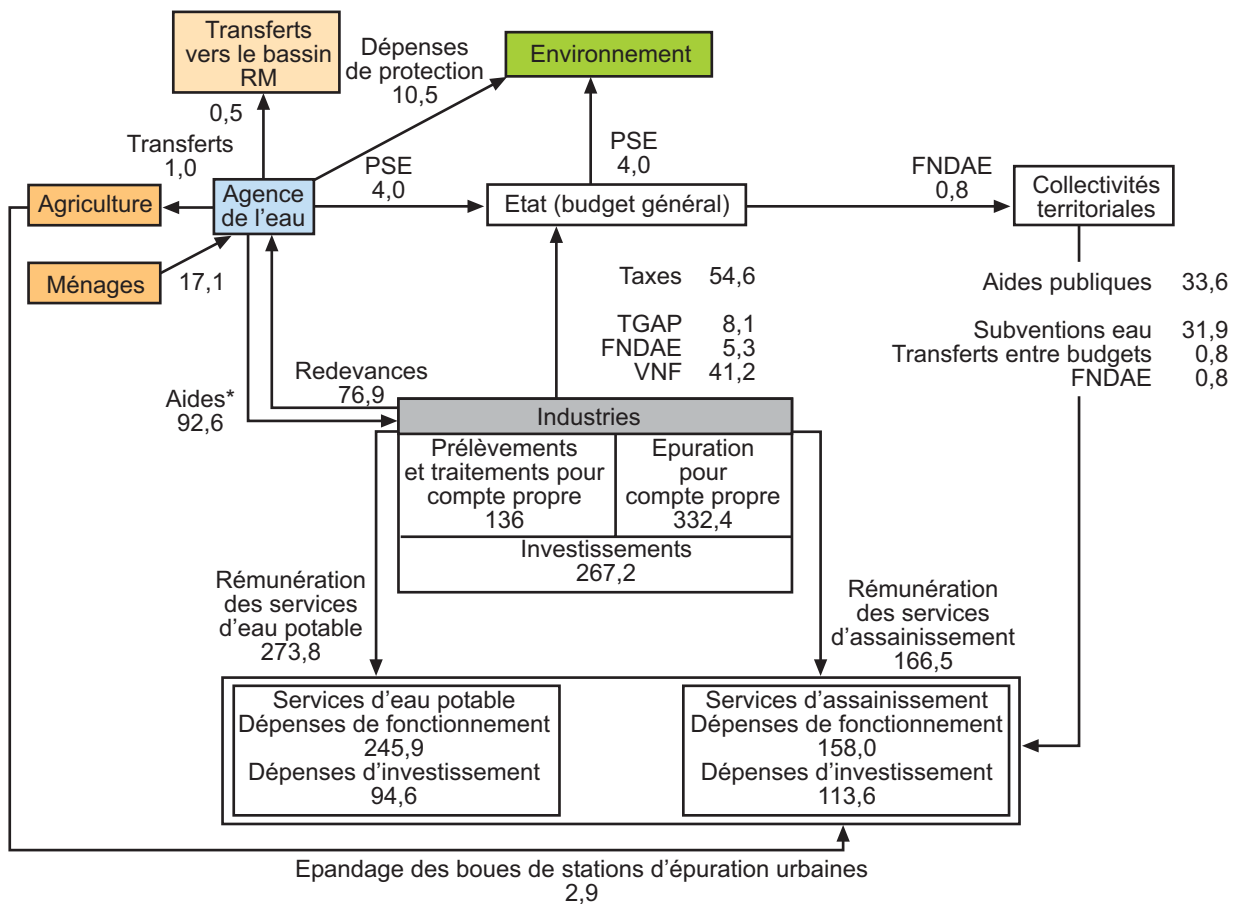 Transferts
vers le bassin
RM
Dépenses
de protection
10,5
Environnement
0,5
Transferts
1,0
PSE
4,0
PSE
4,0
FNDAE
0,8
Agriculture
Agence
de l'eau
Etat (budget général)
Collectivités
territoriales
Ménages
17,1
Taxes 54,6
TGAP 8,1
FNDAE 5,3
VNF 41,2
Aides publiques 33,6
Subventions eau 31,9
Transferts entre budgets 0,8
FNDAE 0,8
Redevances
76,9
Aides*
92,6
Industries
Prélèvements
et traitements pour
compte propre
136
Epuration
pour
compte propre
332,4
Investissements
267,2
Rémunération
des services
d'eau potable
273,8
Rémunération
des services
d'assainissement
166,5
Services d'eau potable
Dépenses de fonctionnement
245,9
Dépenses d'investissement
94,6
Services d'assainissement
Dépenses de fonctionnement
158,0
Dépenses d'investissement
113,6
Epandage des boues de stations d'épuration urbaines
2,9